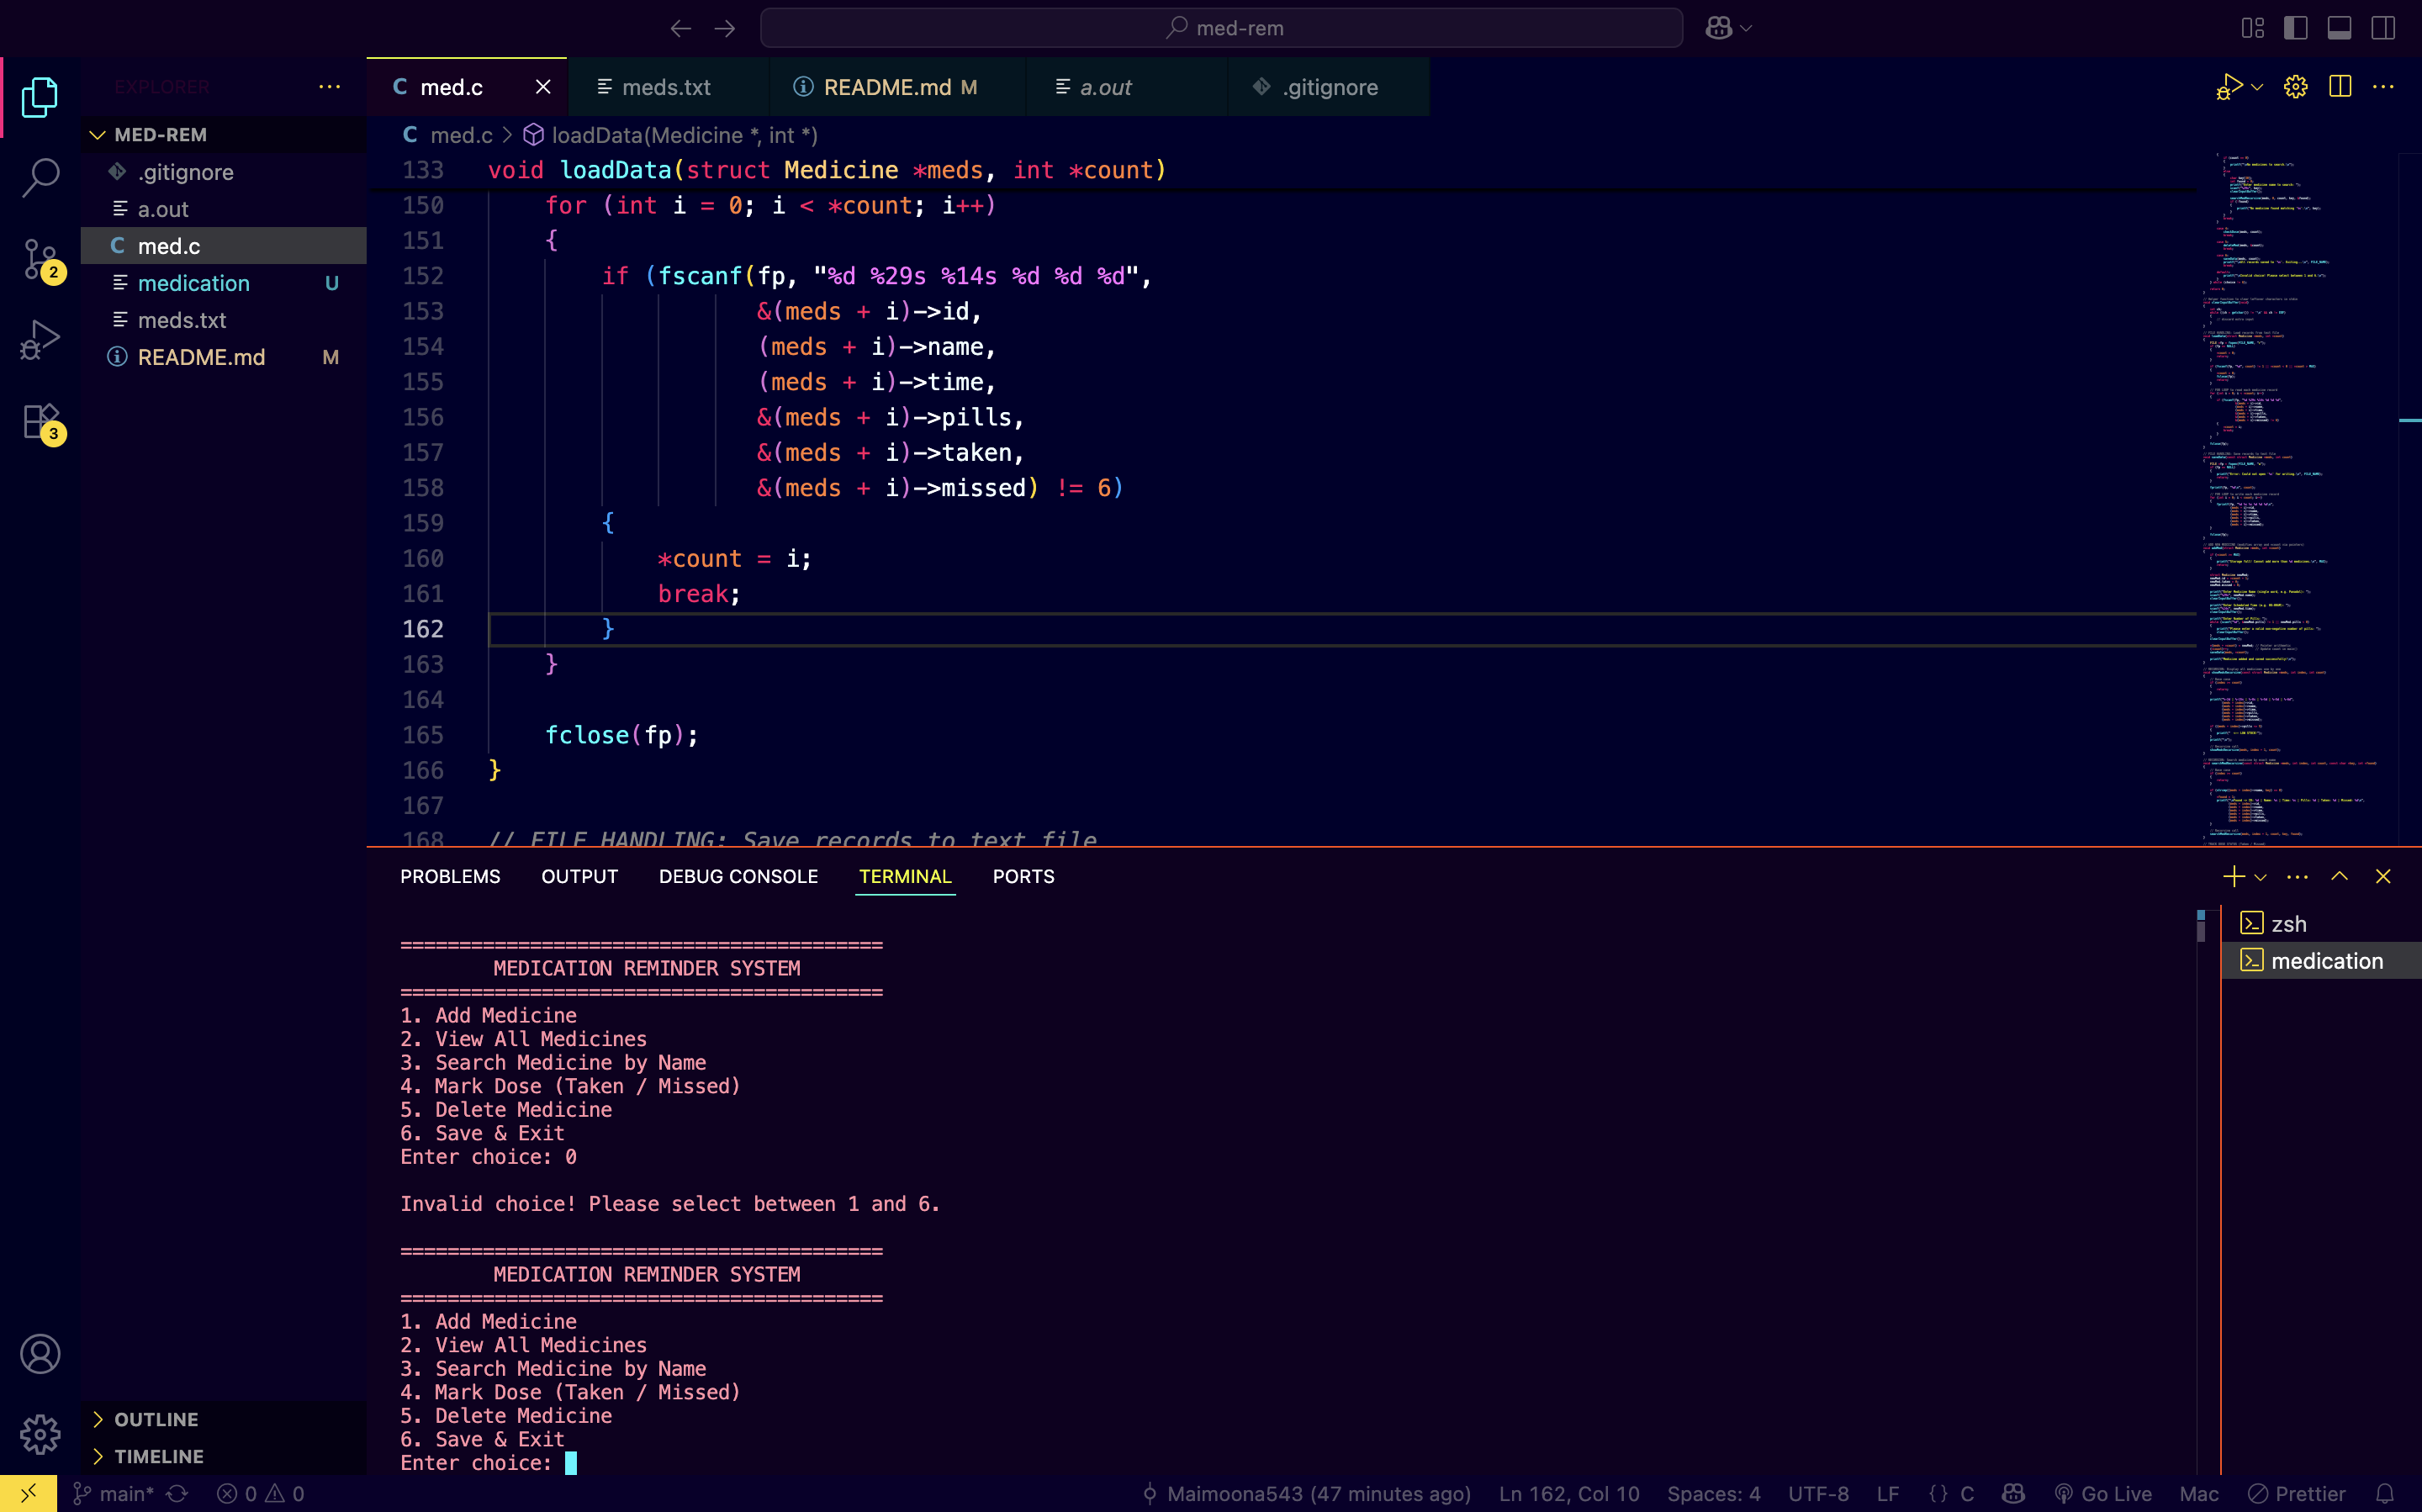 med-rem
EXPLORER
MED-REM
.gitignore
a.out
med.c
medication U
meds.txt
README.md M
OUTLINE
TIMELINE
2
3
med.c
meds.txt
README.md M
a.out
.gitignore
med.c > loadData(Medicine *, int *)
133 void loadData(struct Medicine *meds, int *count)
150 for (int i = 0; i < *count; i++)
151 {
152 if (fscanf(fp, "%d %29s %14s %d %d %d",
153 &(meds + i)->id,
154 (meds + i)->name,
155 (meds + i)->time,
156 &(meds + i)->pills,
157 &(meds + i)->taken,
158 &(meds + i)->missed) != 6)
159 {
160 *count = i;
161 break;
162 }
163 }
164
165 fclose(fp);
166 }
167
168 // FILE HANDLING: Save records to text file
PROBLEMS OUTPUT DEBUG CONSOLE TERMINAL PORTS
=========================================
MEDICATION REMINDER SYSTEM
=========================================
1. Add Medicine
2. View All Medicines
3. Search Medicine by Name
4. Mark Dose (Taken / Missed)
5. Delete Medicine
6. Save & Exit
Enter choice: 0
Invalid choice! Please select between 1 and 6.
=========================================
MEDICATION REMINDER SYSTEM
=========================================
1. Add Medicine
2. View All Medicines
3. Search Medicine by Name
4. Mark Dose (Taken / Missed)
5. Delete Medicine
6. Save & Exit
Enter choice:
zsh
medication
main* 0 0 Maimoona543 (47 minutes ago) Ln 162, Col 10 Spaces: 4 UTF-8 LF {} C Go Live Mac Prettier